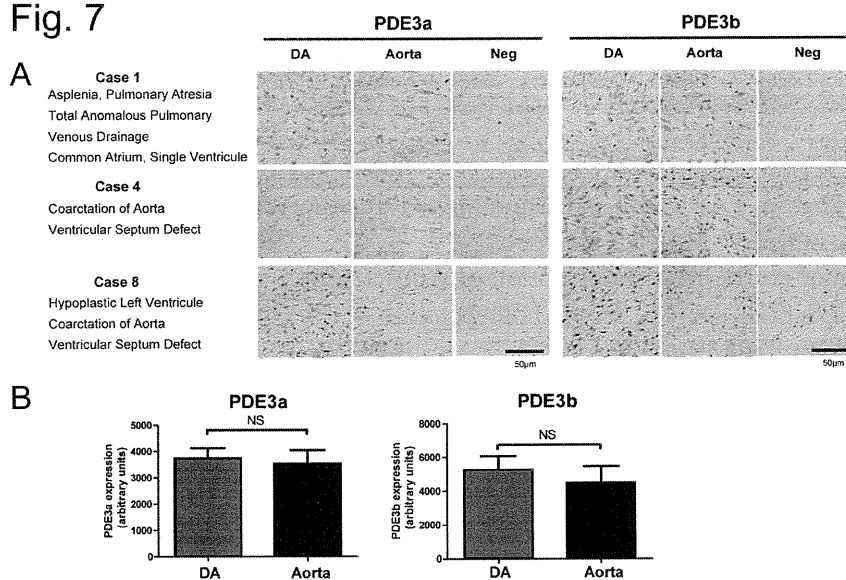 Fig. 7
PDE3a PDE3b
DA Aorta Neg DA Aorta Neg
A
Case 1
Asplenia, Pulmonary Atresia
Total Anomalous Pulmonary
Venous Drainage
Common Atrium, Single Ventricule
Case 4
Coarctation of Aorta
Ventricular Septum Defect
Case 8
Hypoplastic Left Ventricule
Coarctation of Aorta
Ventricular Septum Defect
50μm 50μm
B
PDE3a
NS
PDE3a expression
(arbitrary units)
5000
4000
3000
2000
1000
0
DA Aorta
PDE3b
NS
PDE3b expression
(arbitrary units)
8000
6000
4000
2000
0
DA Aorta